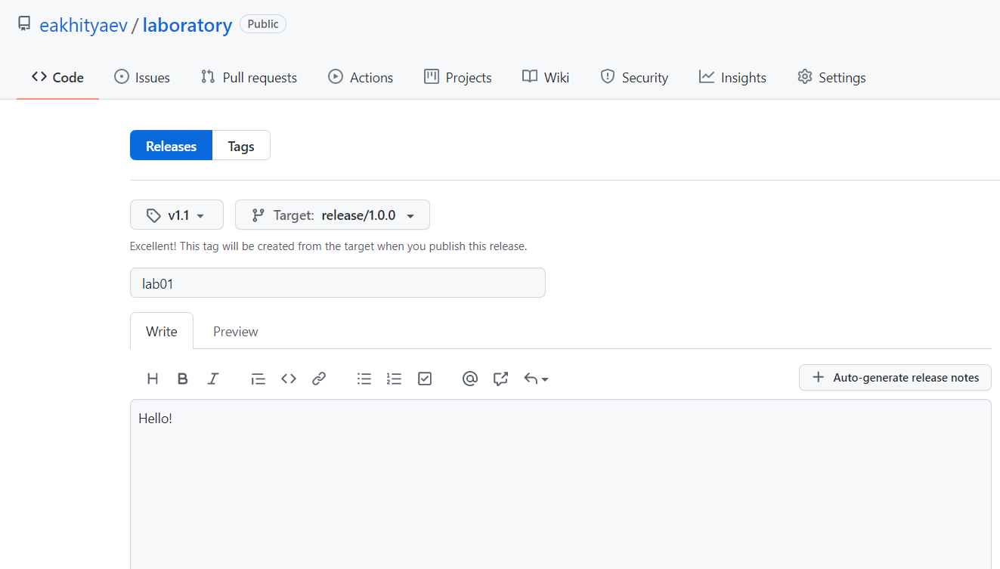 eakhityaev / laboratory Public
Code Issues Pull requests Actions Projects Wiki Security Insights Settings
Releases Tags
v1.1 Target: release/1.0.0
Excellent! This tag will be created from the target when you publish this release.
lab01
Write Preview
Auto-generate release notes
Hello!